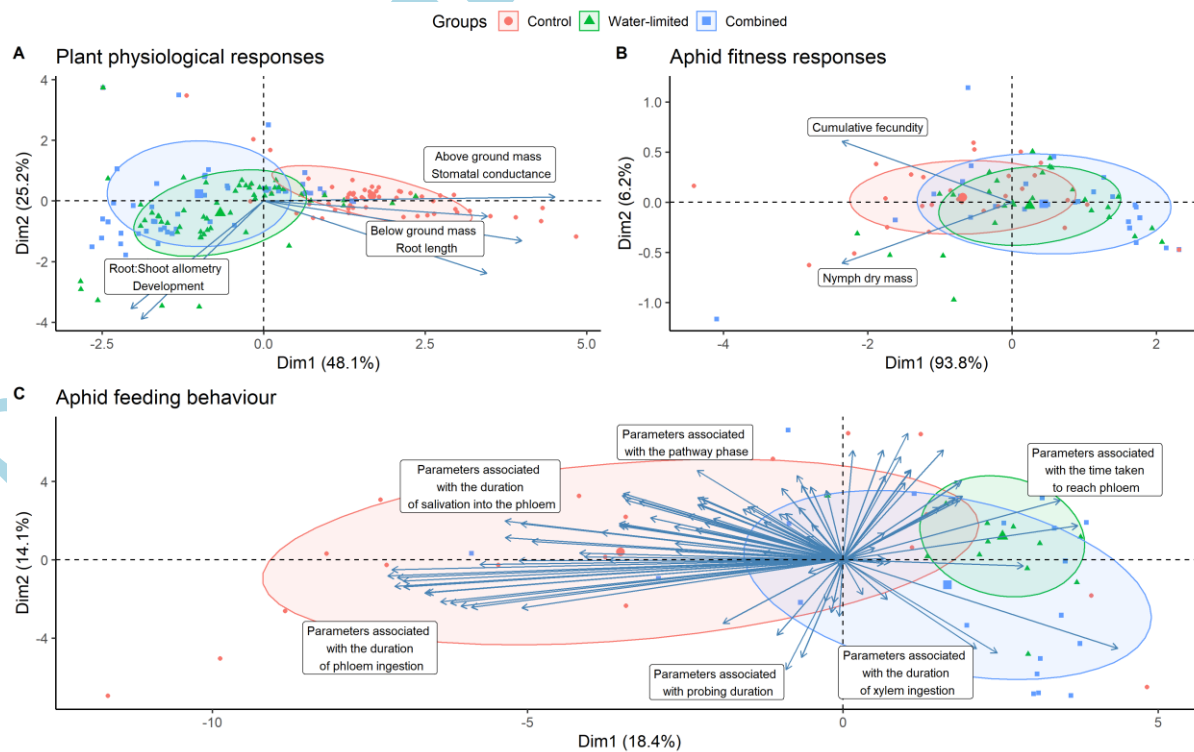 Groups Control Water-limited Combined
A
Plant physiological responses
4
2
0
-2
-4
Dim2 (25.2%)
Above ground mass
Stomatal conductance
Below ground mass
Root length
Root:Shoot allometry
Development
-2.5 0.0 2.5 5.0
Dim1 (48.1%)
B
Aphid fitness responses
1.0
0.5
0.0
-0.5
-1.0
Dim2 (6.2%)
Cumulative fecundity
Nymph dry mass
-4 -2 0 2
Dim1 (93.8%)
C
Aphid feeding behaviour
4
0
-4
Dim2 (14.1%)
Parameters associated
with the pathway phase
Parameters associated
with the duration
of salivation into the phloem
Parameters associated
with the time taken
to reach phloem
Parameters associated
with the duration
of phloem ingestion
Parameters associated
with probing duration
Parameters associated
with the duration
of xylem ingestion
-10 -5 0 5
Dim1 (18.4%)